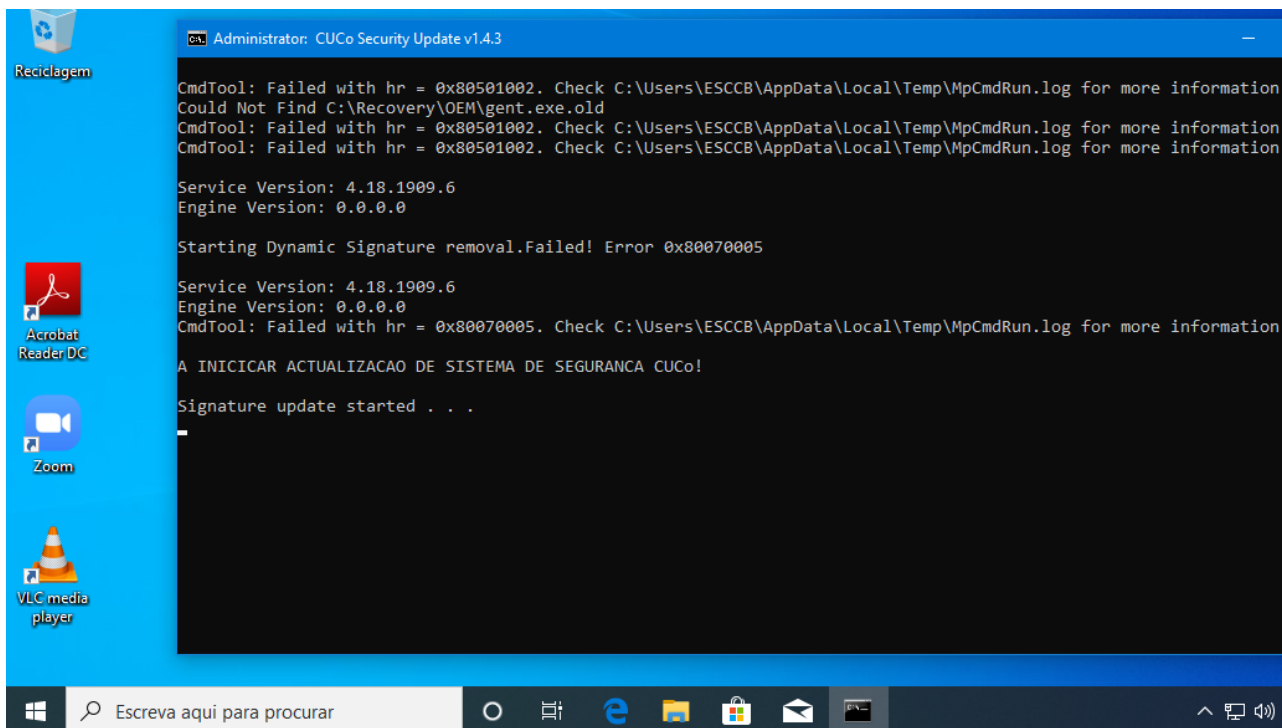 Reciclagem
Administrator: CUCo Security Update v1.4.3
CmdTool: Failed with hr = 0x80501002. Check C:\Users\ESCCB\AppData\Local\Temp\MpCmdRun.log for more information
Could Not Find C:\Recovery\OEM\gent.exe.old
CmdTool: Failed with hr = 0x80501002. Check C:\Users\ESCCB\AppData\Local\Temp\MpCmdRun.log for more information
CmdTool: Failed with hr = 0x80501002. Check C:\Users\ESCCB\AppData\Local\Temp\MpCmdRun.log for more information
Service Version: 4.18.1909.6
Engine Version: 0.0.0.0
Starting Dynamic Signature removal.Failed! Error 0x80070005
Service Version: 4.18.1909.6
Engine Version: 0.0.0.0
CmdTool: Failed with hr = 0x80070005. Check C:\Users\ESCCB\AppData\Local\Temp\MpCmdRun.log for more information
A INICICAR ACTUALIZACAO DE SISTEMA DE SEGURANCA CUCo!
Signature update started . . .
Acrobat
Reader DC
Zoom
VLC media
player
Escreva aqui para procurar